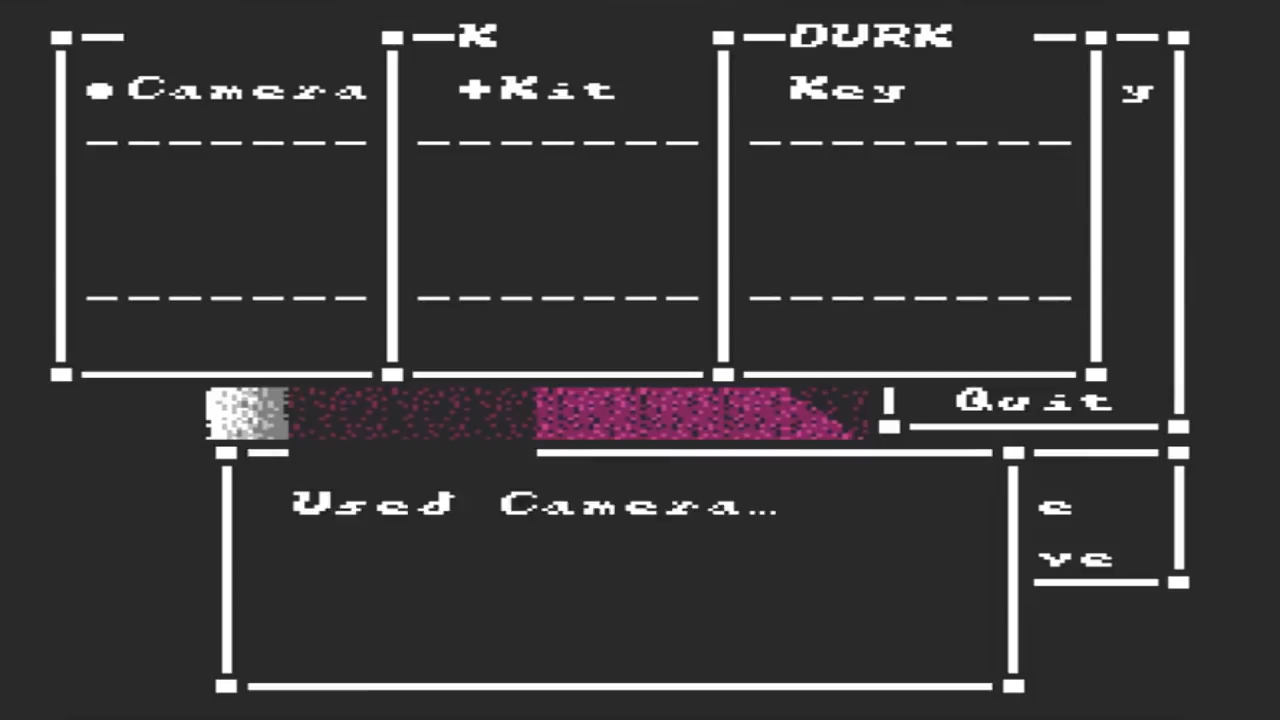 K DURK
●Camera +Kit Key y
Quit
Used Camera…
e
ve